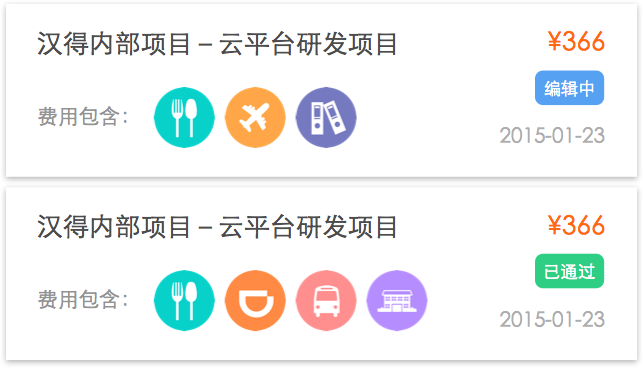 汉得内部项目 – 云平台研发项目
¥366
编辑中
费用包含：
2015-01-23
汉得内部项目 – 云平台研发项目
¥366
已通过
费用包含：
2015-01-23